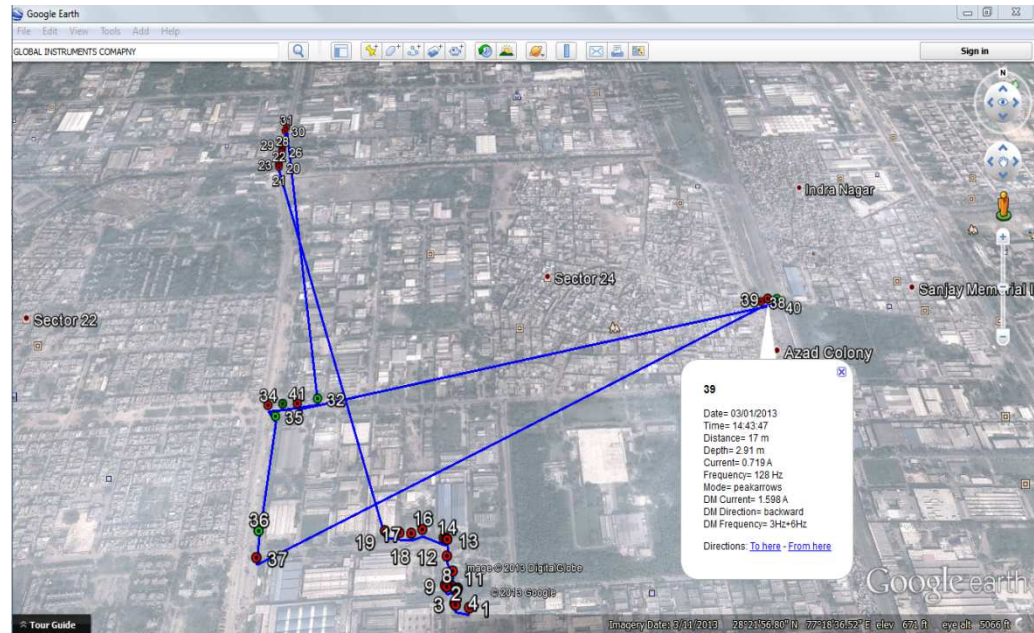 Google Earth
File Edit View Tools Add Help
GLOBAL INSTRUMENTS COMAPNY
Sign in
N
31
30
29 28
22 26
23 20
21
Indra Nagar
Sector 24
Sanjay Memorial I
39 38 40
Sector 22
Azad Colony
34 41 32
35
39
Date= 03/01/2013
Time= 14:43:47
Distance= 17 m
Depth= 2.91 m
Current= 0.719 A
Frequency= 128 Hz
Mode= peakarrows
DM Current= 1.598 A
DM Direction= backward
DM Frequency= 3Hz+6Hz
Directions: To here - From here
36
16
19 17 14
18 12 13
37
Image © 2013 DigitalGlobe
8 11
9
© 2013 Google
2
3 4 1
Google earth
Tour Guide
Imagery Date: 3/11/2013 28°21'56.80" N 77°18'36.52" E elev 671 ft eye alt 5066 ft